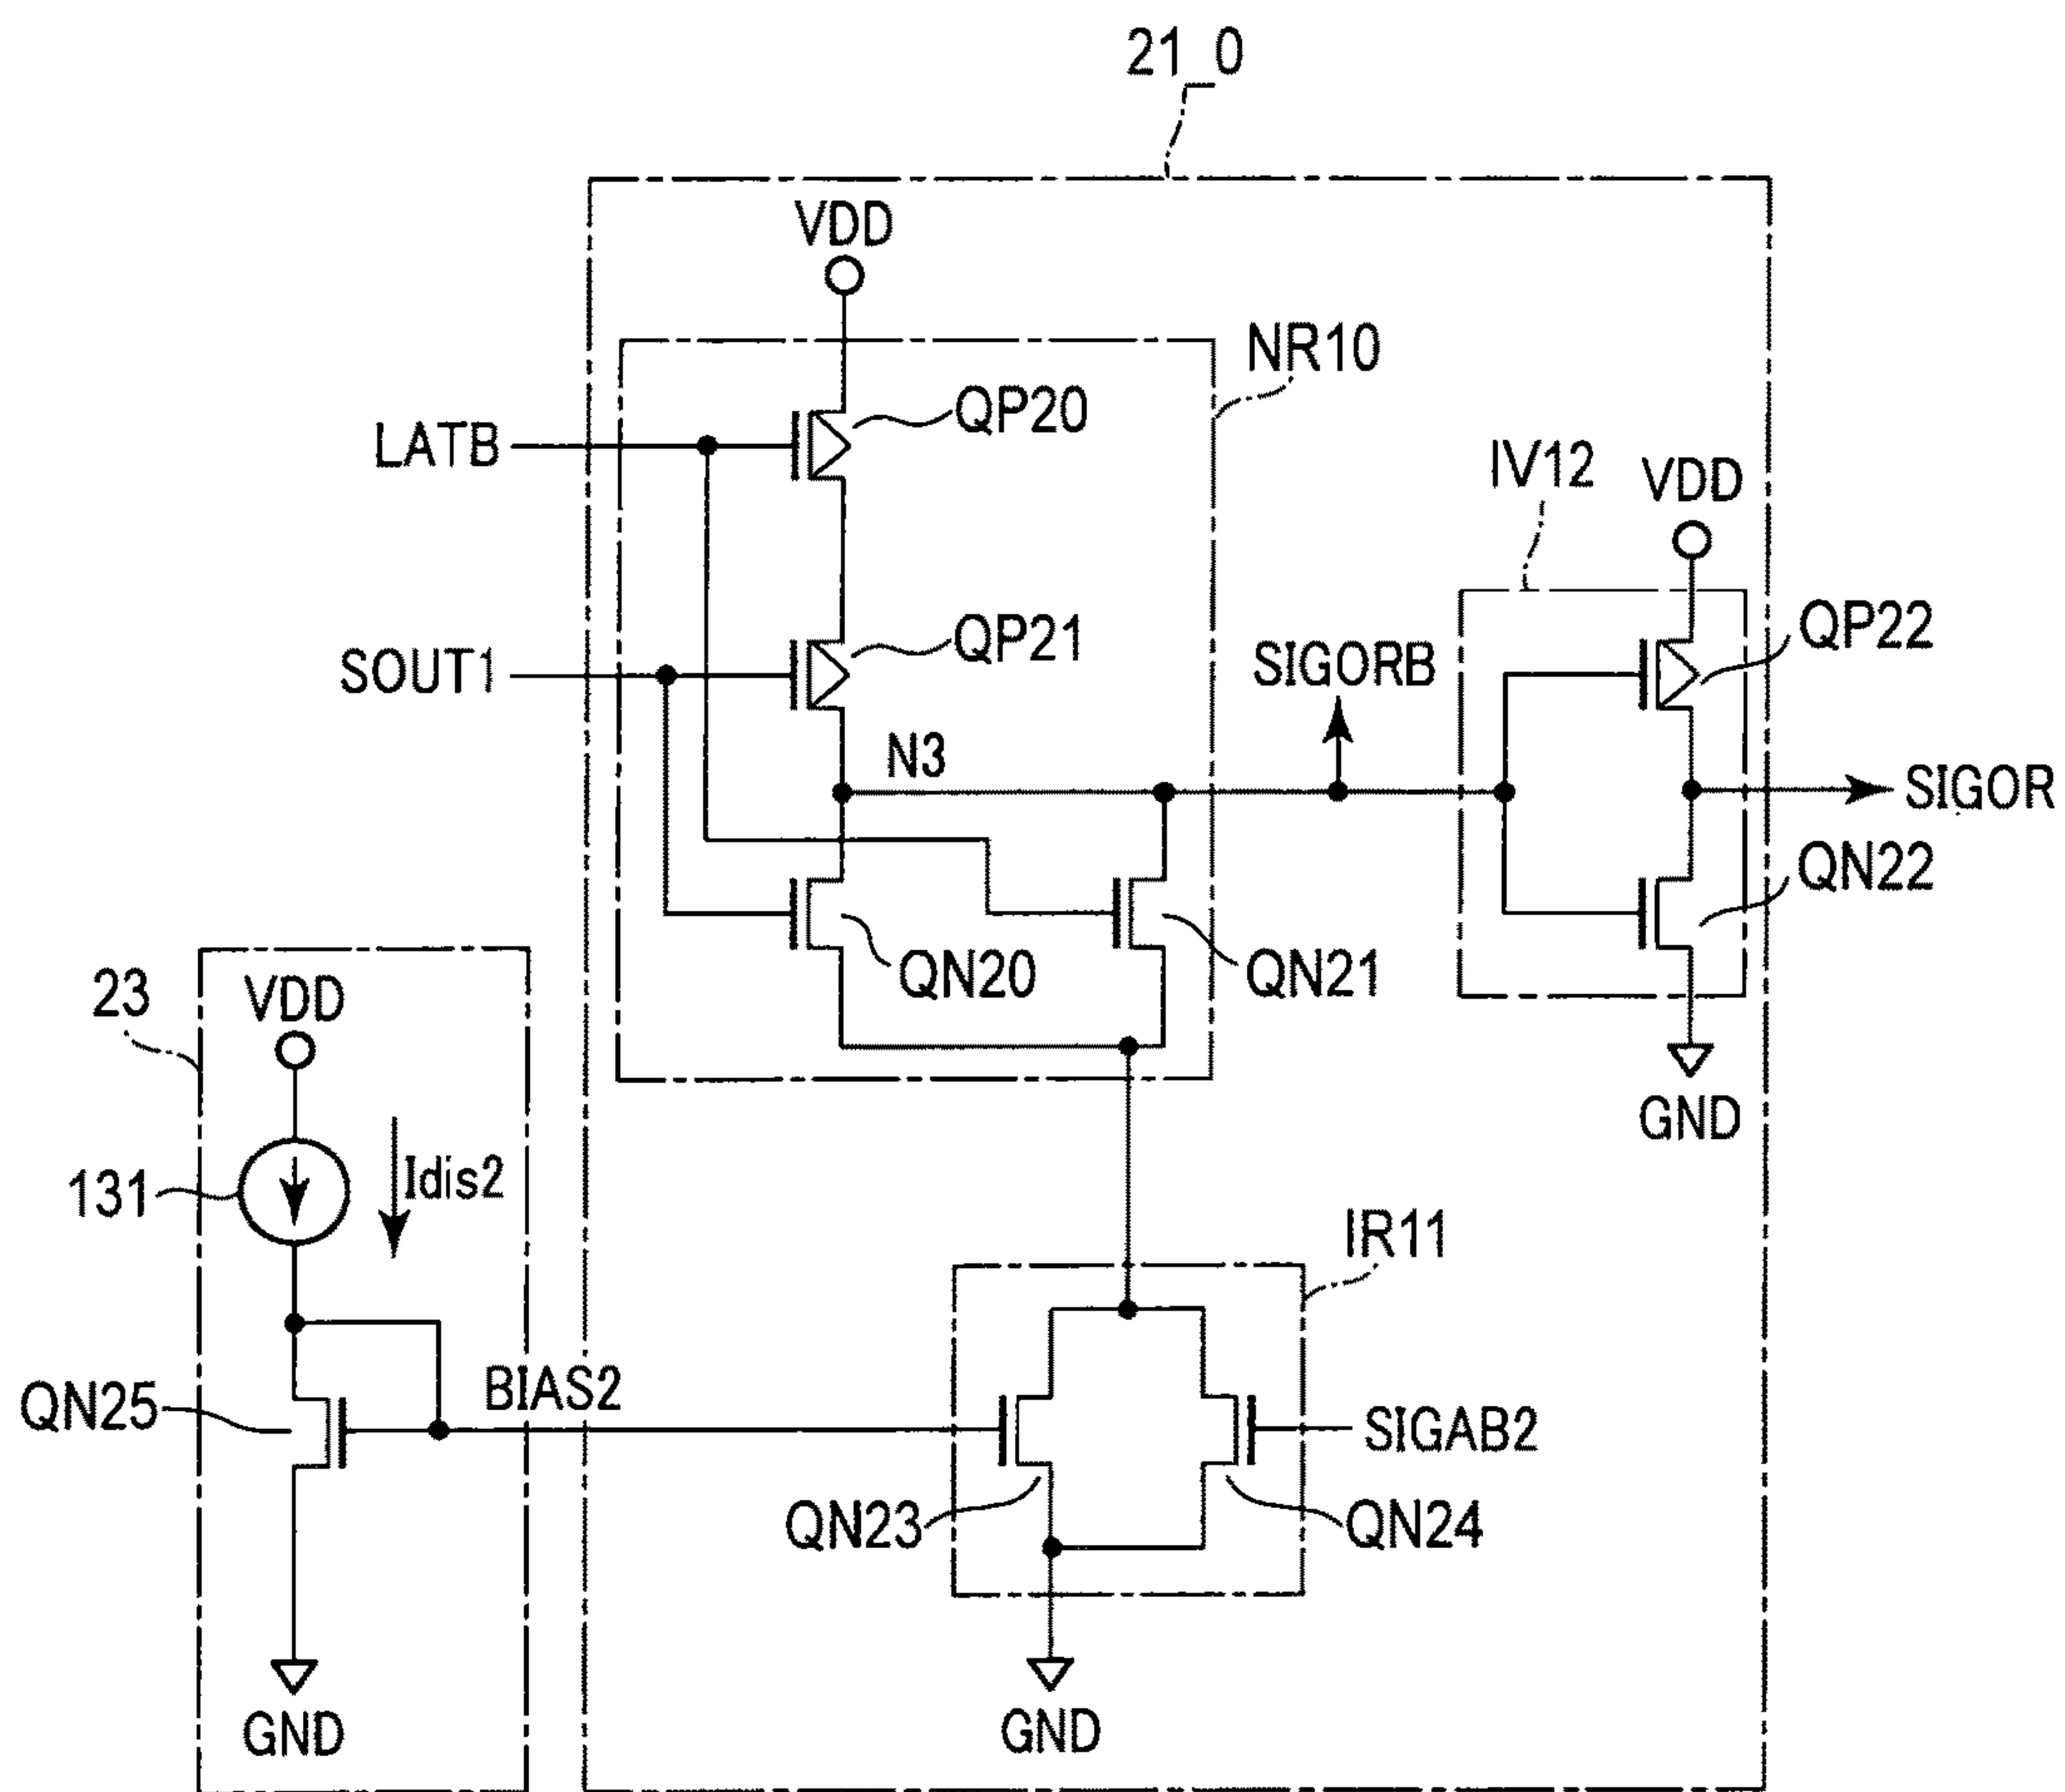 21_0
VDD
NR10
QP20
LATB
IV12
VDD
QP22
QP21
SIGORB
SOUT1
N3
SIGOR
QN22
QN20
QN21
23
VDD
GND
131
Idis2
IR11
BIAS2
QN25
SIGAB2
QN23
QN24
GND
GND